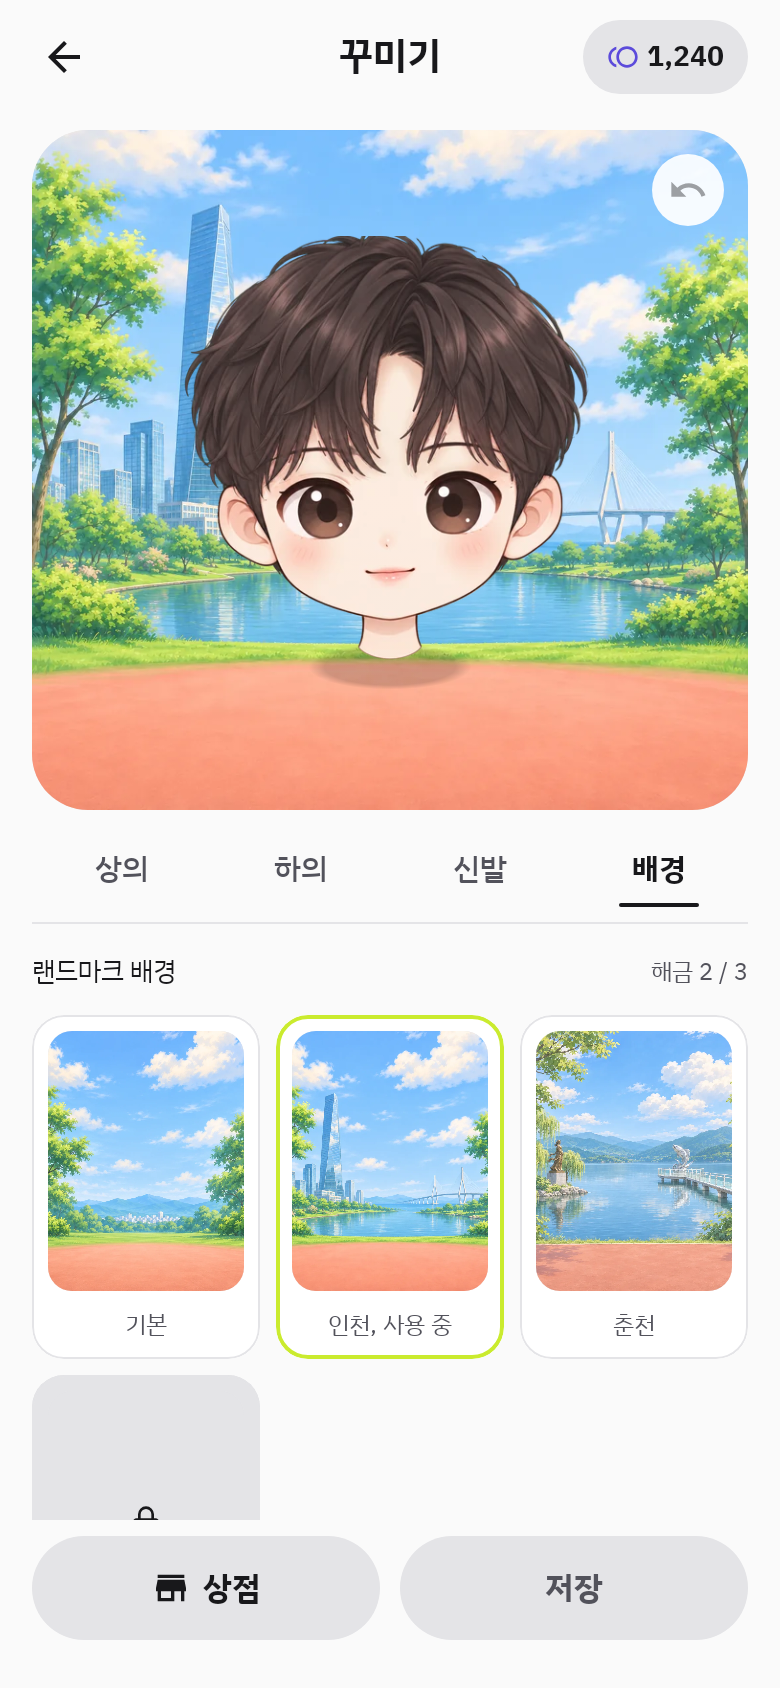 꾸미기
1,240
상의 하의 신발 배경
랜드마크 배경
해금 2 / 3
기본 인천, 사용 중 춘천
상점 저장